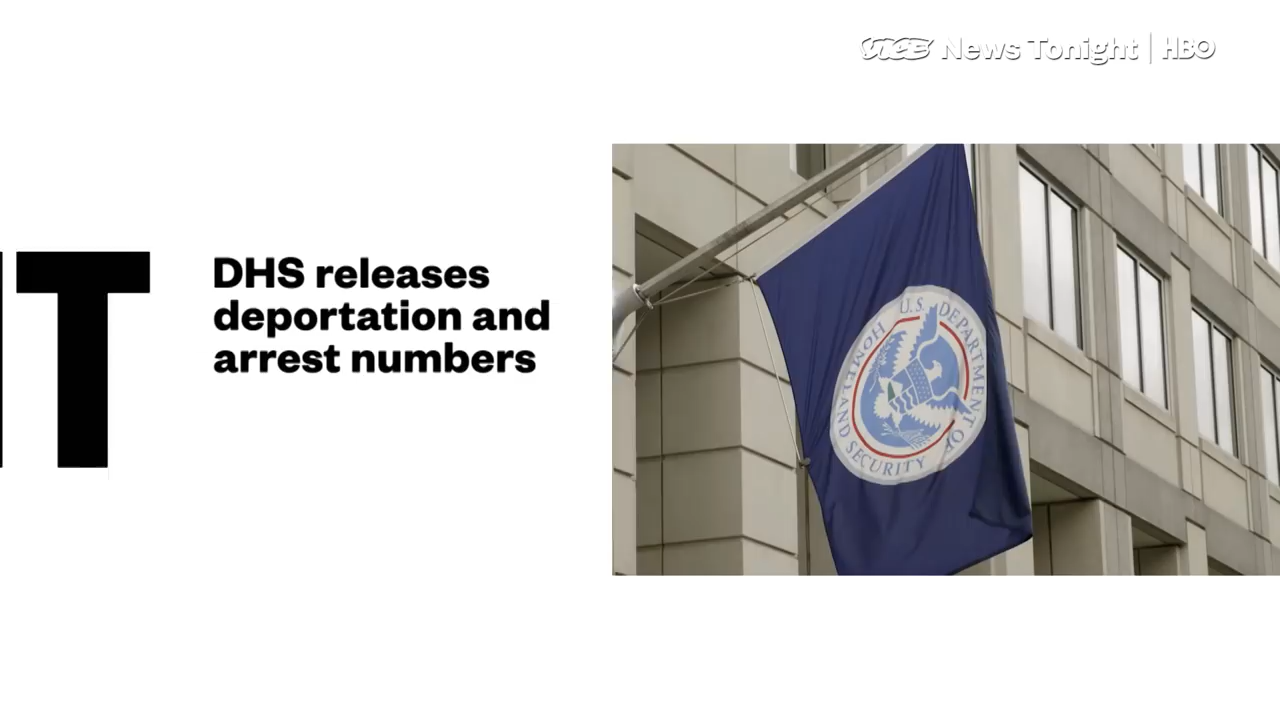 VICE News Tonight | HBO
IT
DHS releases
deportation and
arrest numbers
U.S. DEPARTMENT OF
HOMELAND SECURITY